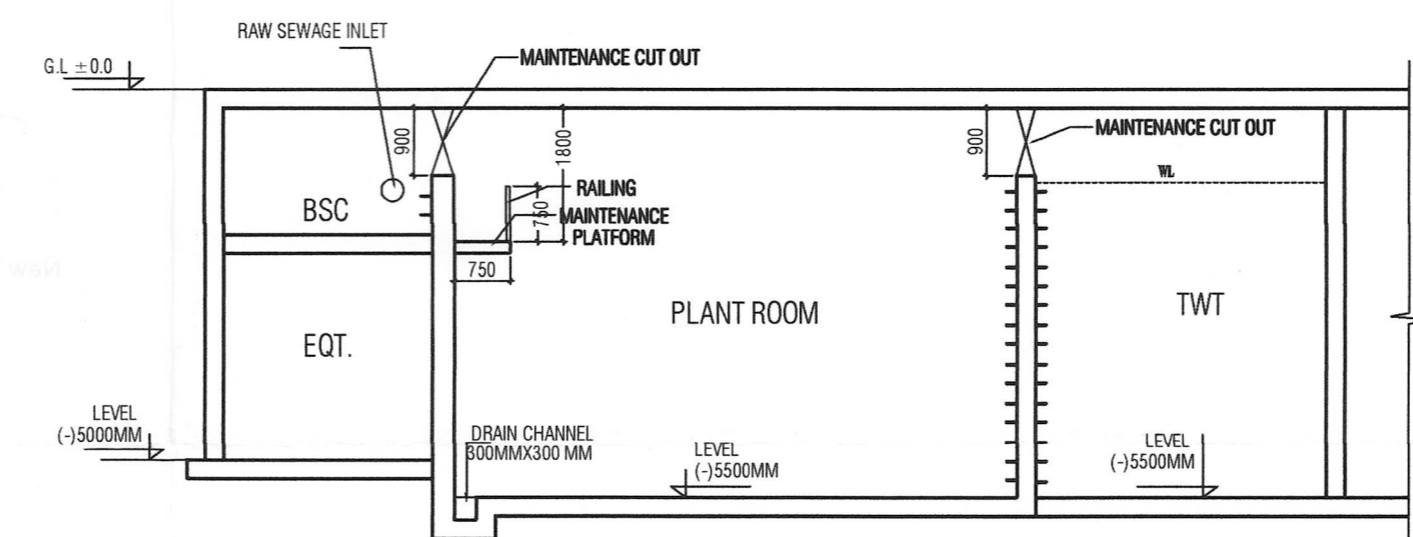 RAW SEWAGE INLET
MAINTENANCE CUT OUT
G.L ±0.0
900
1800
900
MAINTENANCE CUT OUT
WL
RAILING
750
BSC
MAINTENANCE
PLATFORM
750
PLANT ROOM
TWT
EQT.
LEVEL
(-)5000MM
DRAIN CHANNEL
300MMX300 MM
LEVEL
(-)5500MM
LEVEL
(-)5500MM
New